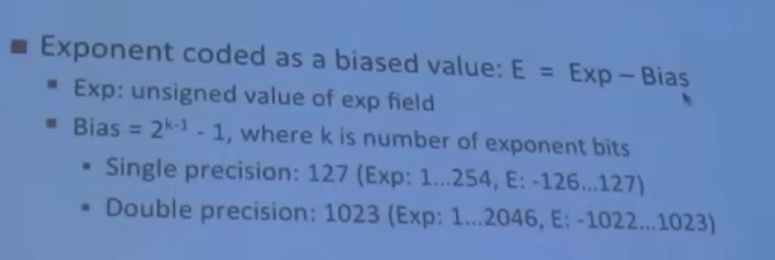 ■ Exponent coded as a biased value: E = Exp – Bias
▪ Exp: unsigned value of exp field
▪ Bias = 2^{k-1} - 1, where k is number of exponent bits
▪ Single precision: 127 (Exp: 1...254, E: -126...127)
▪ Double precision: 1023 (Exp: 1...2046, E: -1022...1023)